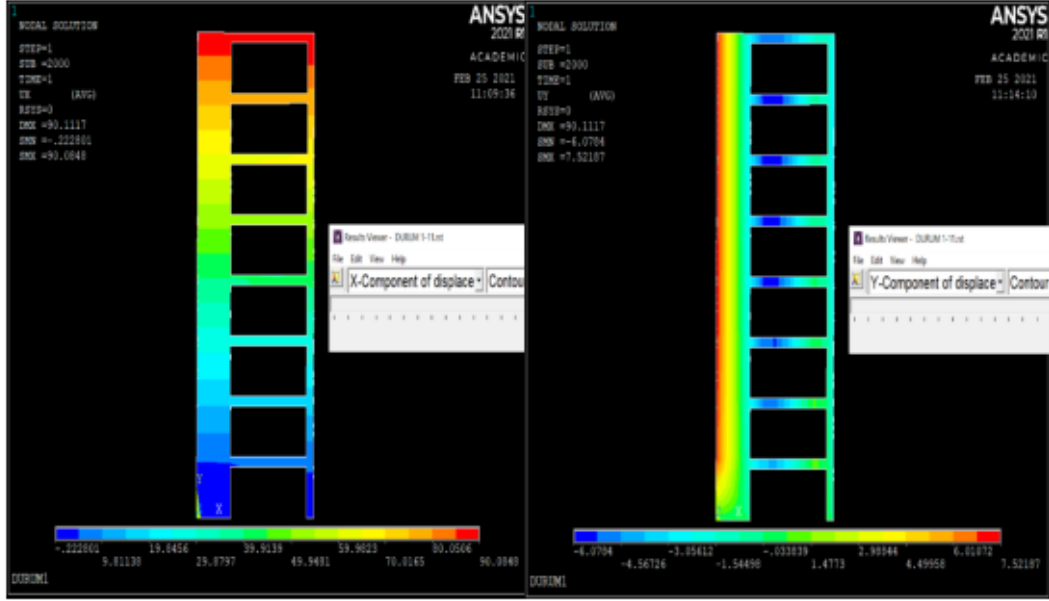 1
NODAL SOLUTION
STEP=1
SUB =2000
TIME=1
UX (AVG)
RSYS=0
DMX =90.1117
SMN =-.222801
SMX =90.0848
ANSYS
2021 R1
ACADEMIC
FEB 25 2021
11:09:36
Results Viewer - DURUM 1-11.rst
File Edit View Help
X-Component of displace
Contou
Y
X
-.222801
9.81138
19.8456
29.8797
39.9139
49.9481
59.9823
70.0165
80.0506
90.0848
DURUM1
1
NODAL SOLUTION
STEP=1
SUB =2000
TIME=1
UY (AVG)
RSYS=0
DMX =90.1117
SMN =-6.0784
SMX =7.52187
ANSYS
2021 R1
ACADEMIC
FEB 25 2021
11:14:10
Results Viewer - DURUM 1-11.rst
File Edit View Help
Y-Component of displace
Contou
X
-6.0784
-4.56726
-3.05612
-1.54498
-.033839
1.4773
2.98844
4.49958
6.01072
7.52187
DURUM1